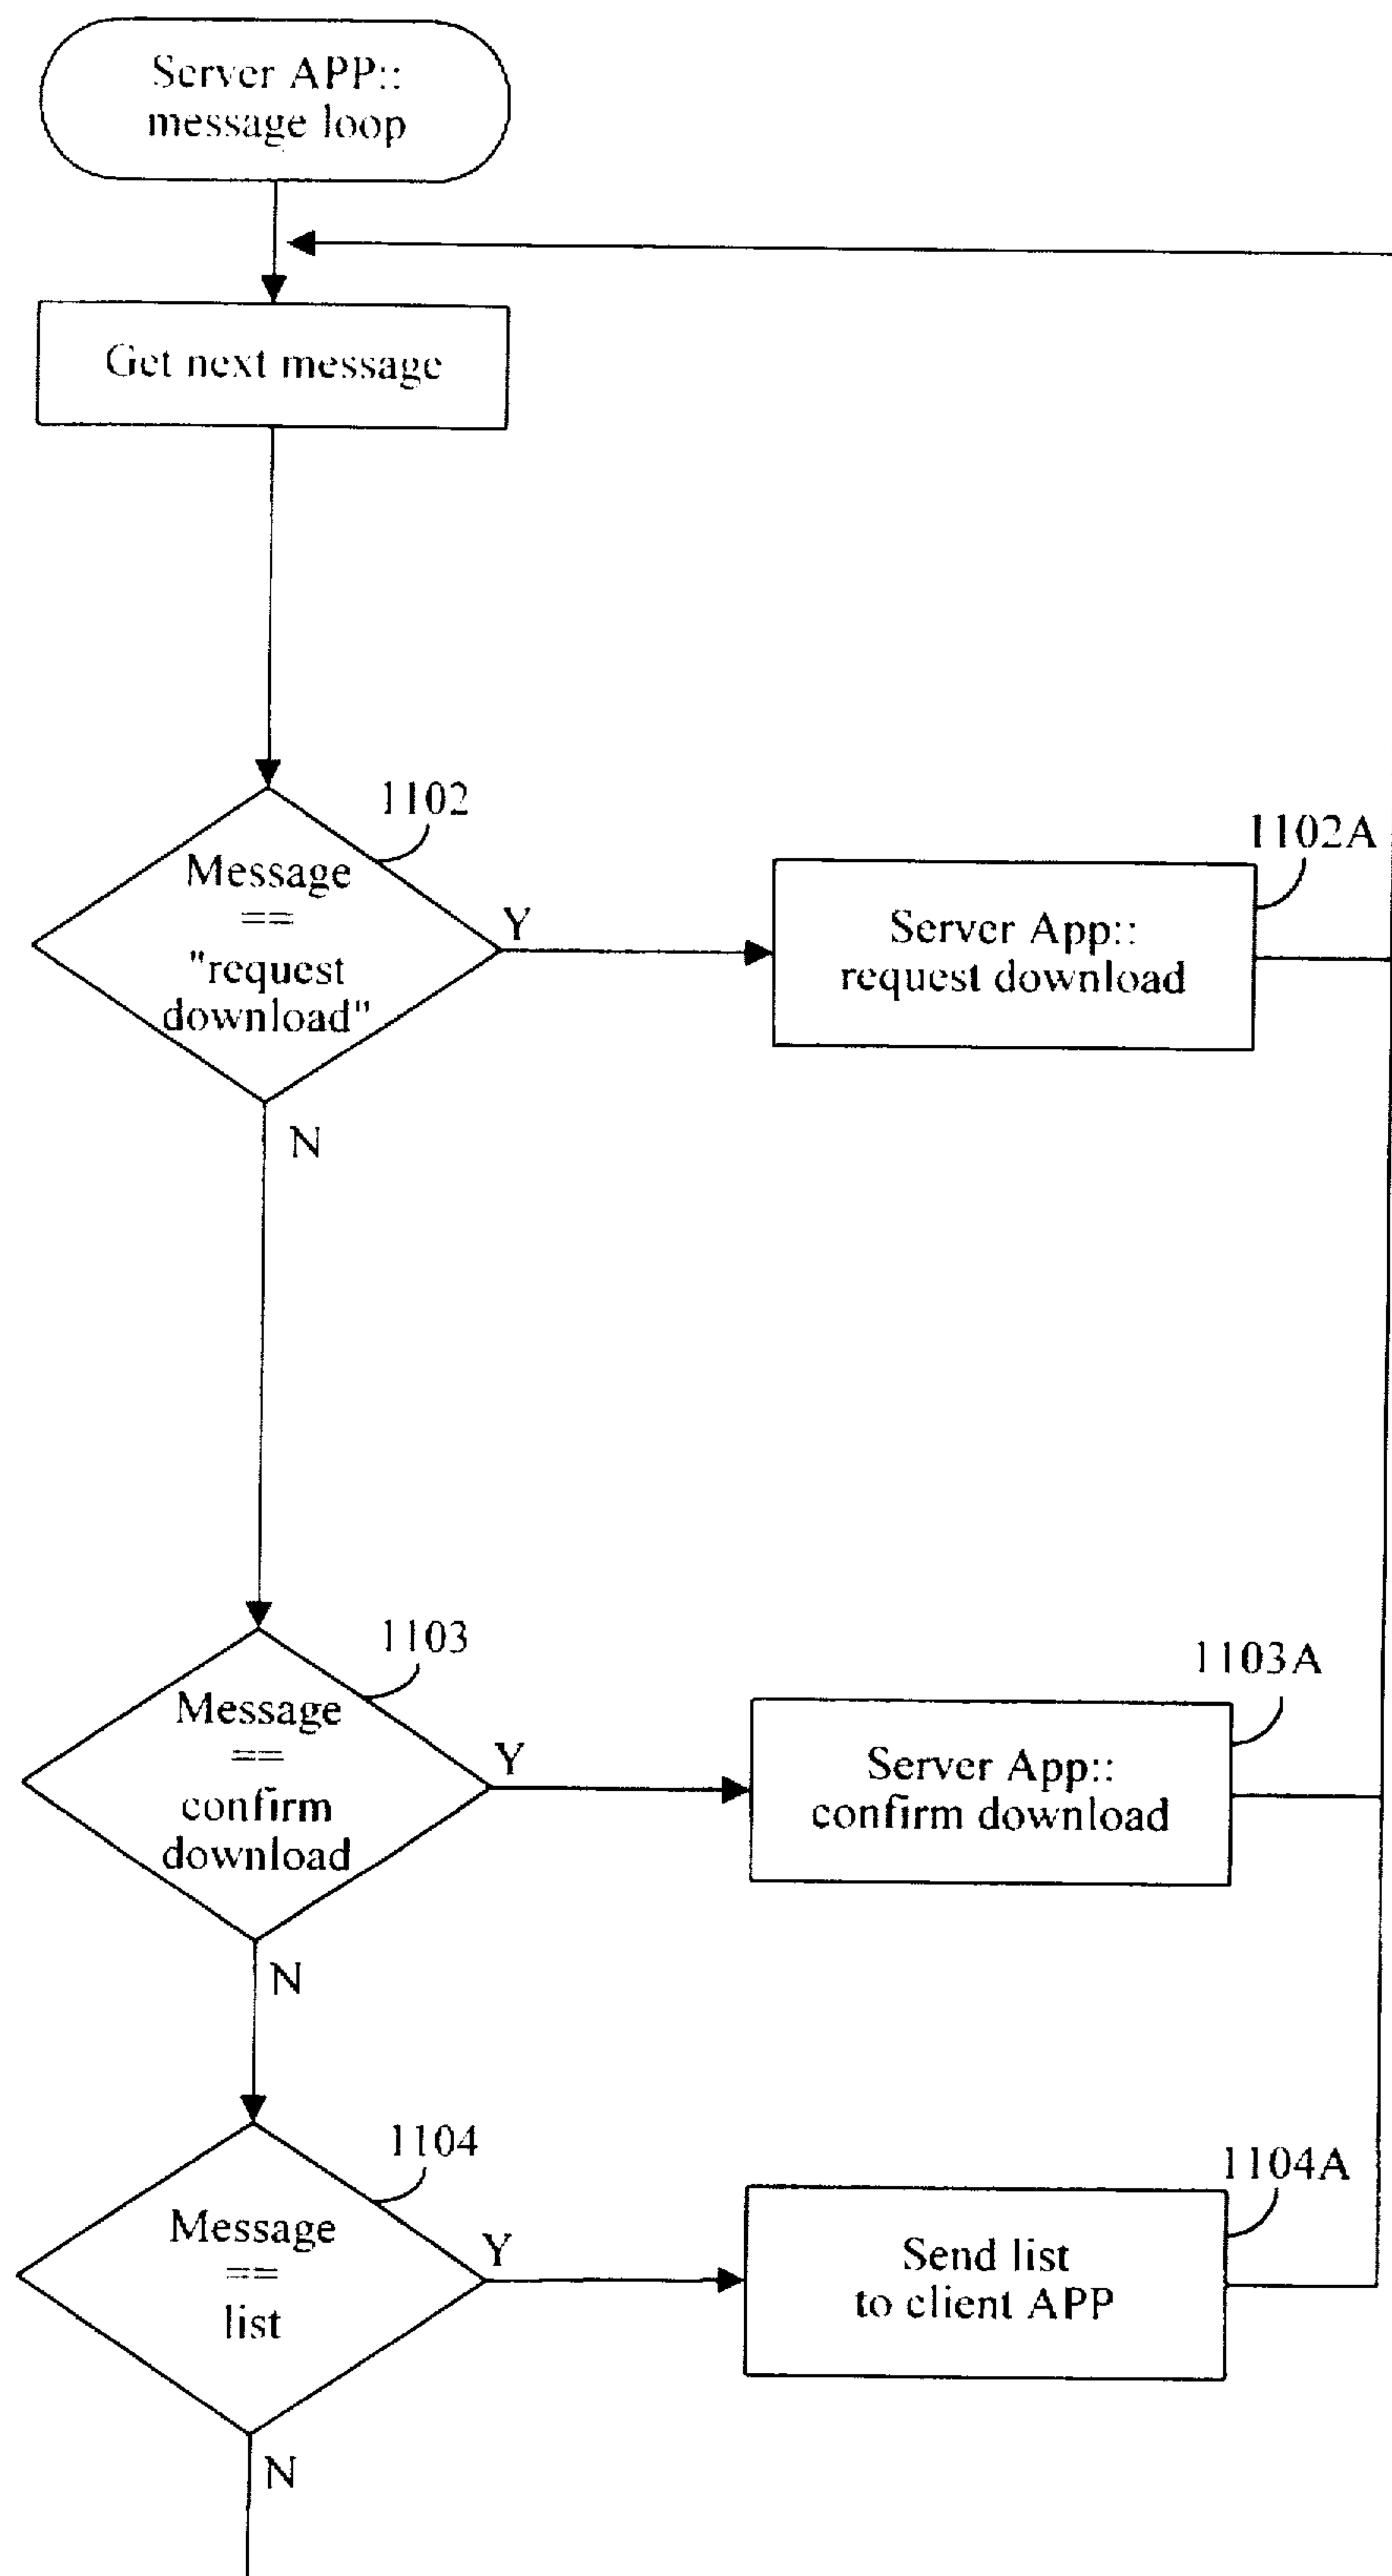 Server APP::
message loop
Get next message
1102
Message
==
"request
download"
Y
N
1102A
Server App::
request download
1103
Message
==
confirm
download
Y
N
1103A
Server App::
confirm download
1104
Message
==
list
Y
N
1104A
Send list
to client APP